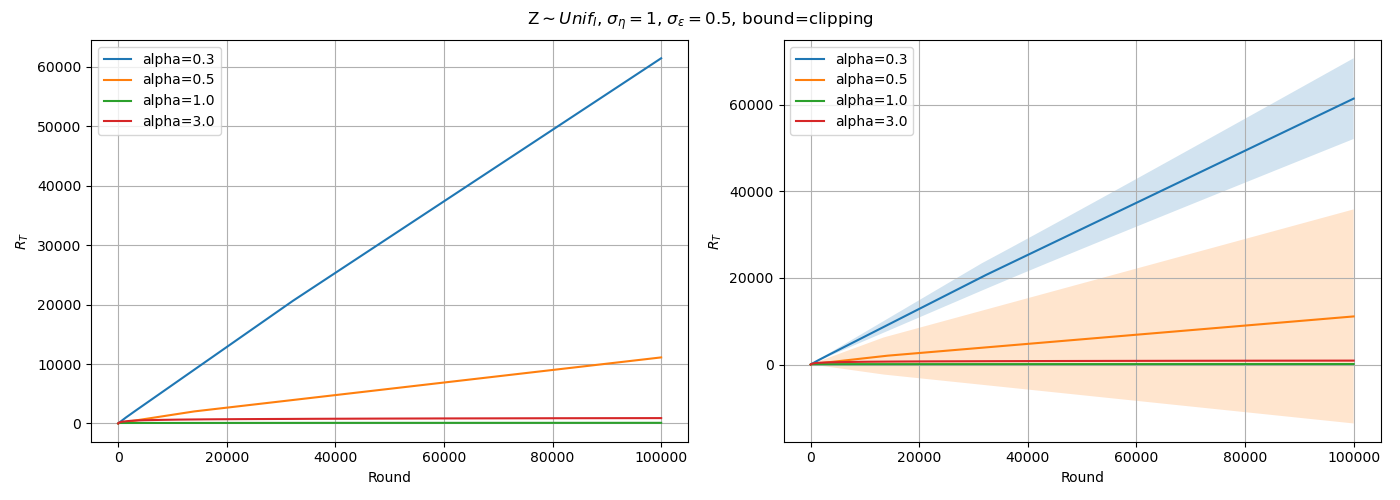 Z ~ Unif_I, σ_η = 1, σ_ε = 0.5, bound=clipping
alpha=0.3
alpha=0.5
alpha=1.0
alpha=3.0
60000
50000
40000
30000
20000
10000
0
R_T
0 20000 40000 60000 80000 100000
Round
alpha=0.3
alpha=0.5
alpha=1.0
alpha=3.0
60000
40000
20000
0
R_T
0 20000 40000 60000 80000 100000
Round